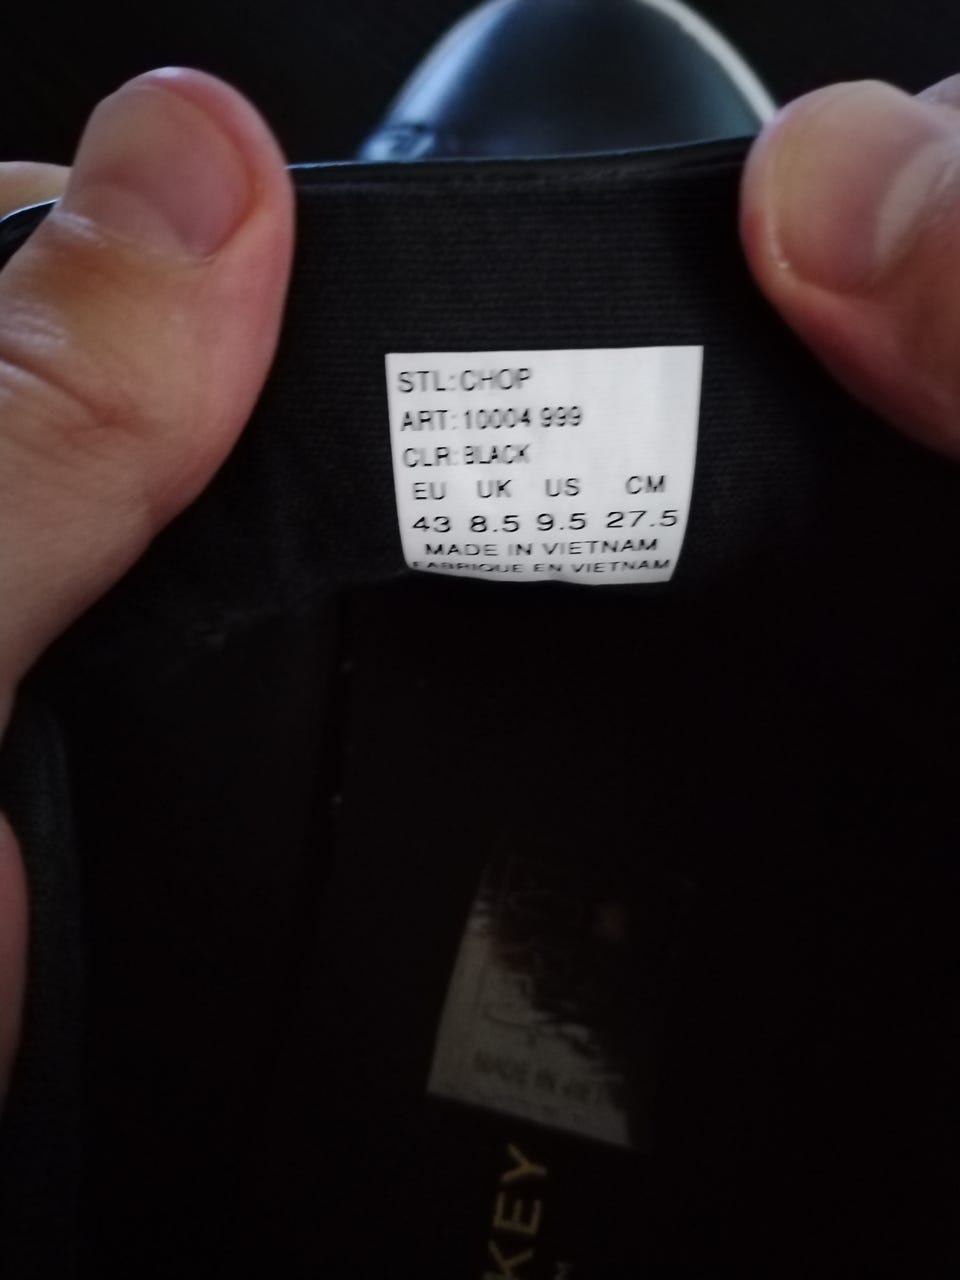 STL:CHOP
ART:10004 999
CLR:BLACK
EU UK US CM
43 8.5 9.5 27.5
MADE IN VIETNAM
FABRIQUE EN VIETNAM
MADE IN
KEY